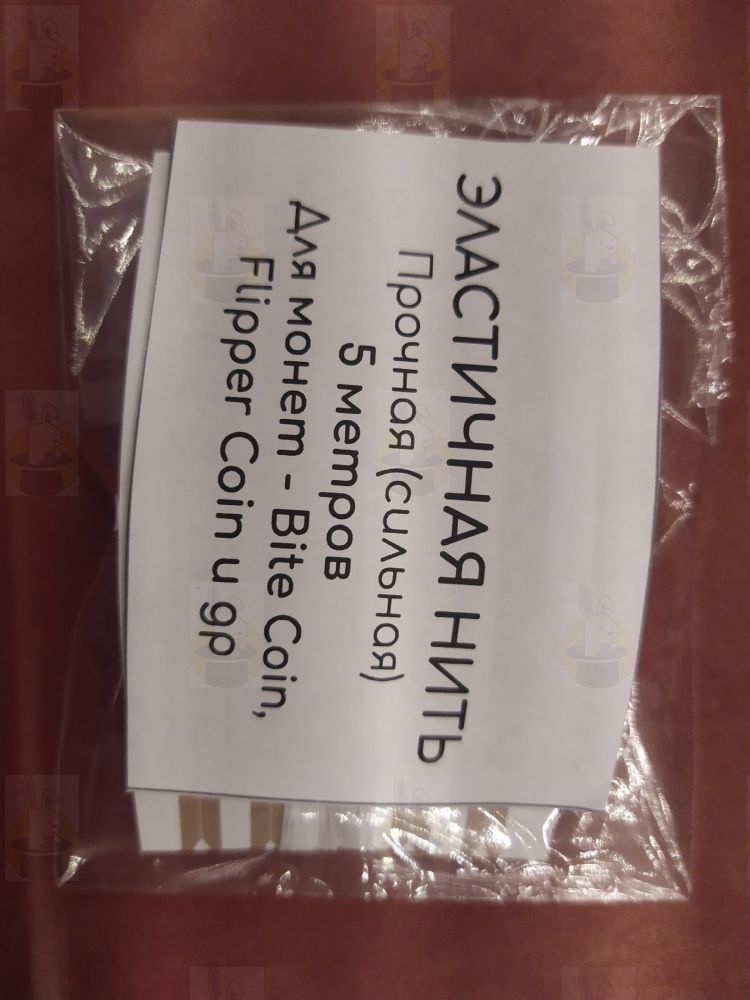 ЭЛАСТИЧНАЯ НИТЬ
Прочная (сильная)
5 метров
Для монет - Bite Coin,
Flipper Coin и др